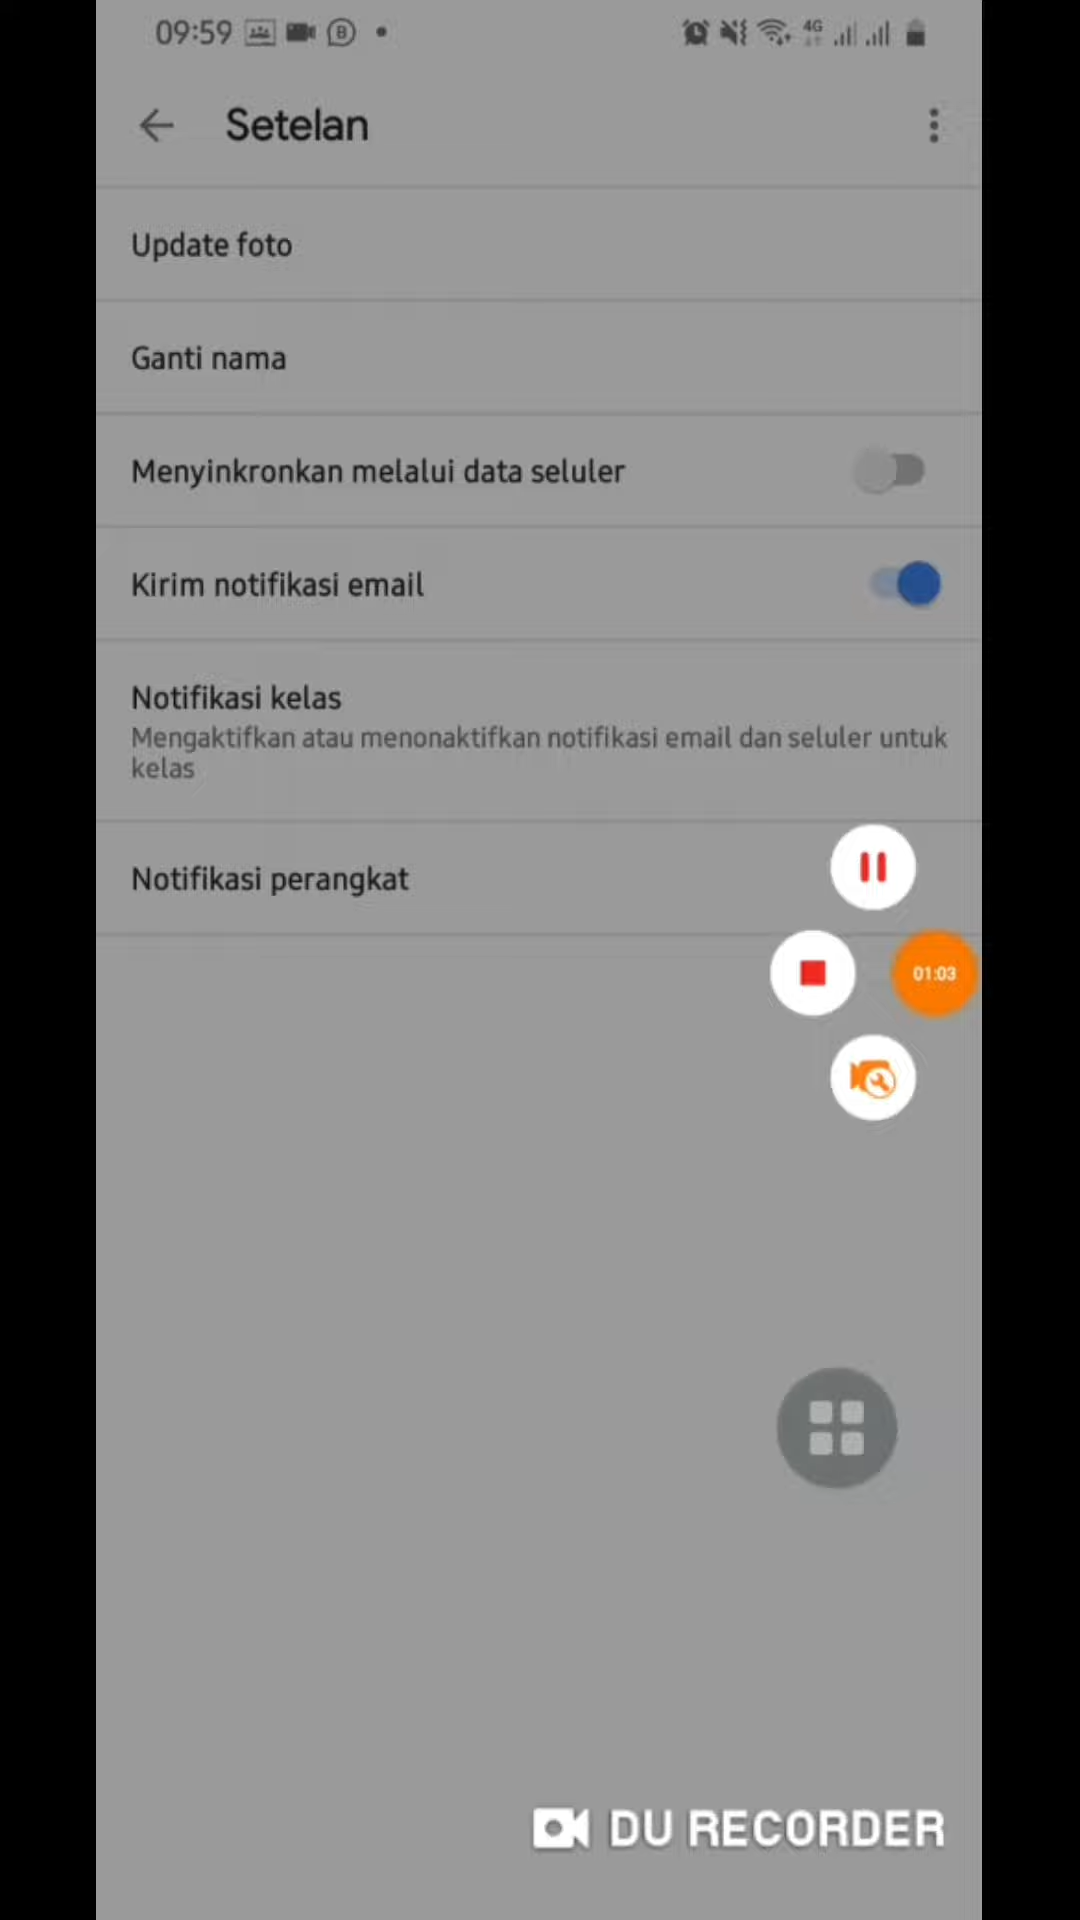 09:59
4G
Setelan
Update foto
Ganti nama
Menyinkronkan melalui data seluler
Kirim notifikasi email
Notifikasi kelas
Mengaktifkan atau menonaktifkan notifikasi email dan seluler untuk
kelas
Notifikasi perangkat
01:03
DU RECORDER